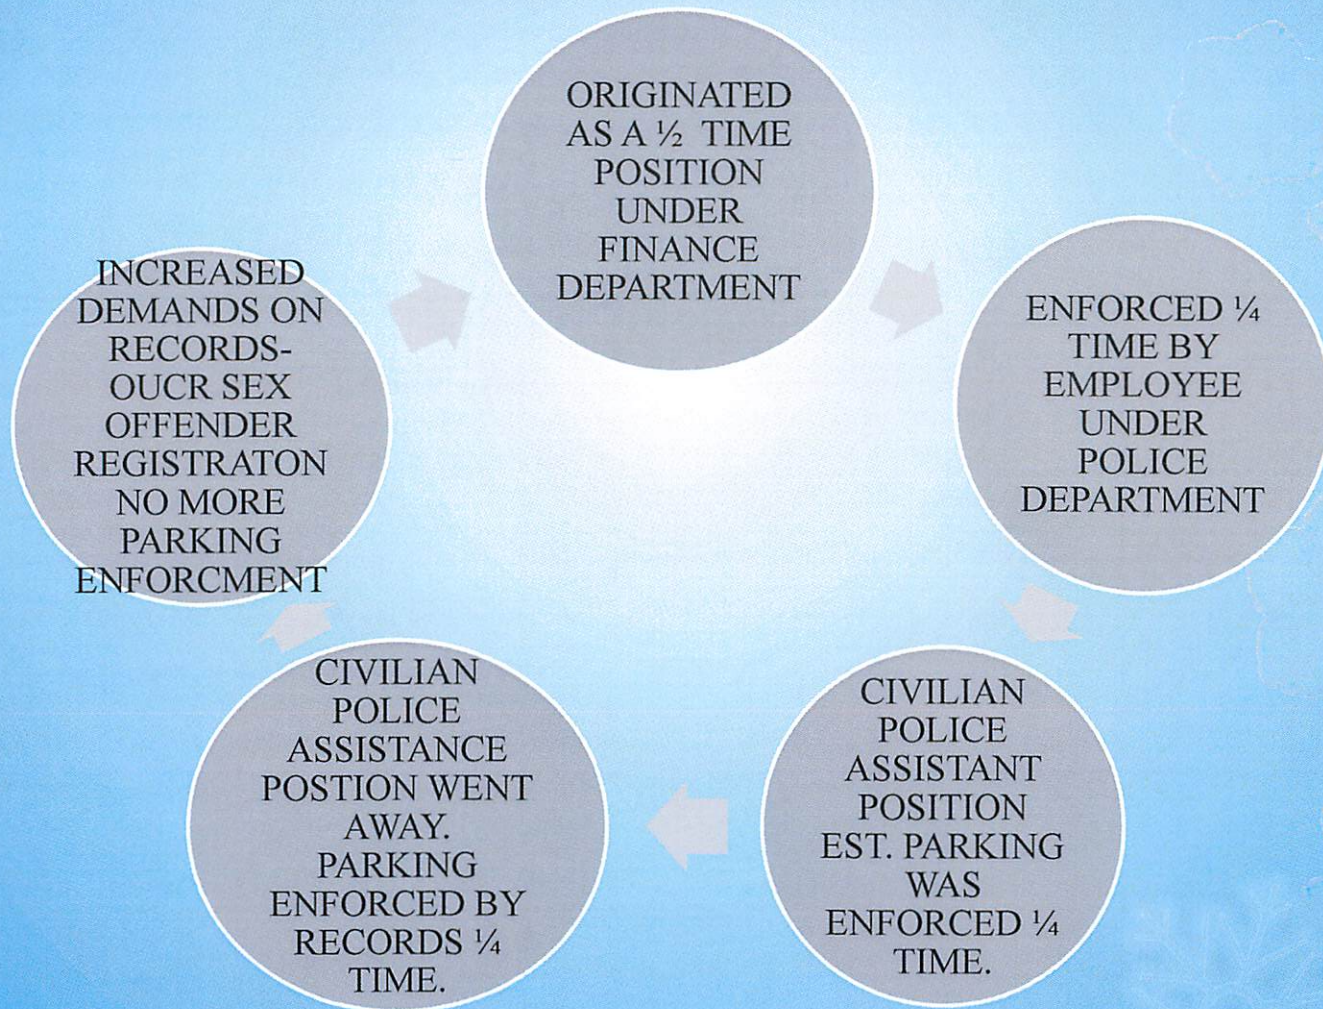 ORIGINATED
AS A ½ TIME
POSITION
UNDER
FINANCE
DEPARTMENT
ENFORCED ¼
TIME BY
EMPLOYEE
UNDER
POLICE
DEPARTMENT
CIVILIAN
POLICE
ASSISTANT
POSITION
EST. PARKING
WAS
ENFORCED ¼
TIME.
CIVILIAN
POLICE
ASSISTANCE
POSTION WENT
AWAY.
PARKING
ENFORCED BY
RECORDS ¼
TIME.
INCREASED
DEMANDS ON
RECORDS-
OUCR SEX
OFFENDER
REGISTRATON
NO MORE
PARKING
ENFORCMENT